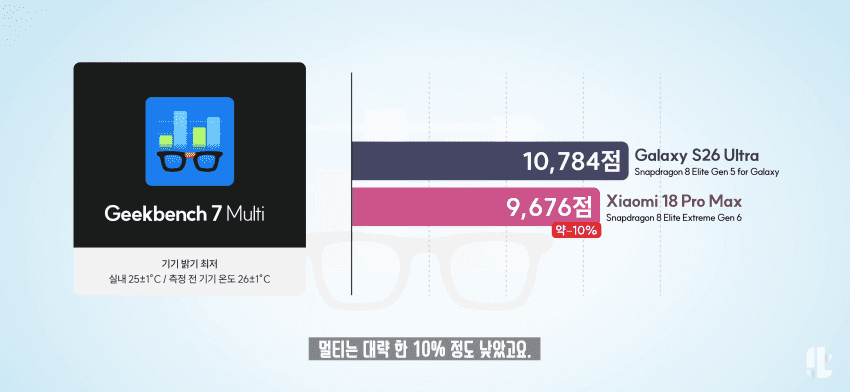 Geekbench 7 Multi
기기 밝기 최저
실내 25±1°C / 측정 전 기기 온도 26±1°C
10,784점
Galaxy S26 Ultra
Snapdragon 8 Elite Gen 5 for Galaxy
9,676점
Xiaomi 18 Pro Max
Snapdragon 8 Elite Extreme Gen 6
약-10%
멀티는 대략 한 10% 정도 낮았고요.